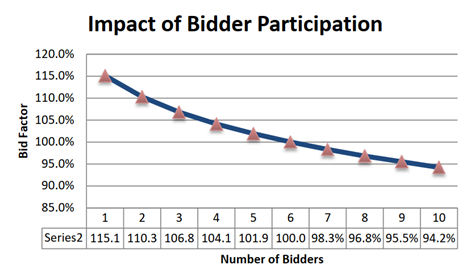 Impact of Bidder Participation
120.0%
115.0%
110.0%
105.0%
100.0%
95.0%
90.0%
85.0%
Bid Factor
1 2 3 4 5 6 7 8 9 10
Series2 115.1 110.3 106.8 104.1 101.9 100.0 98.3% 96.8% 95.5% 94.2%
Number of Bidders